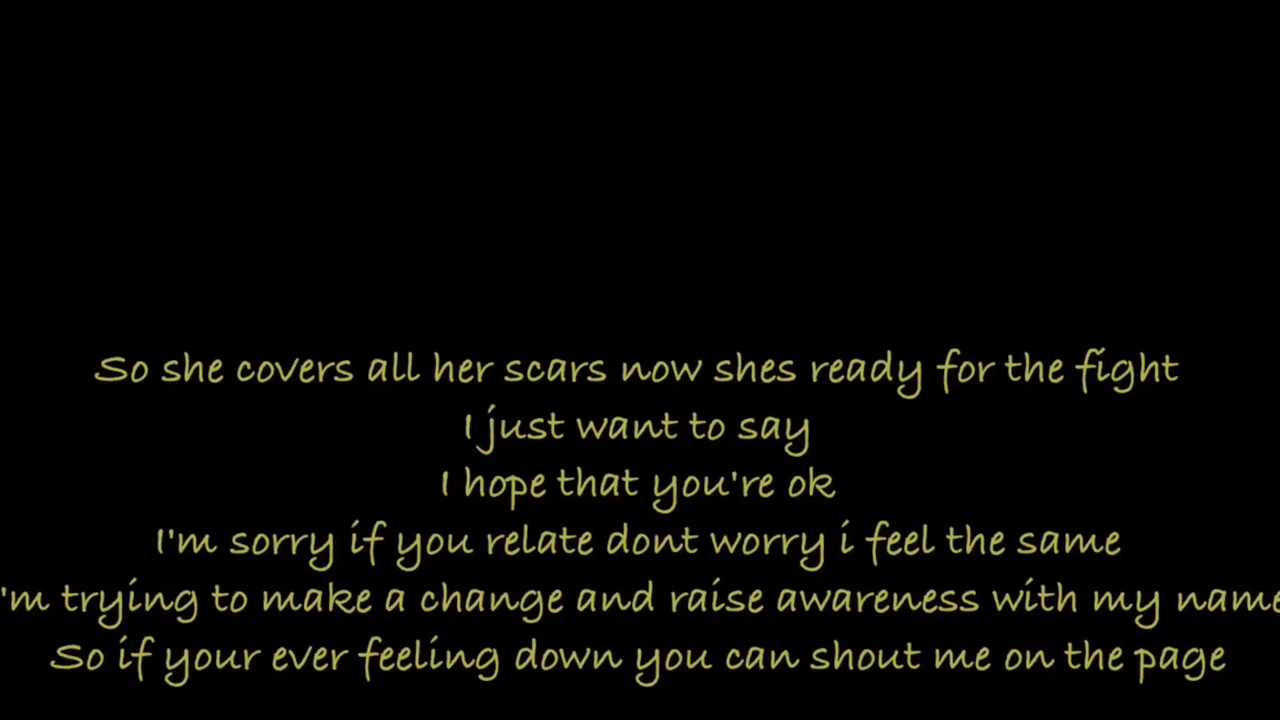 So she covers all her scars now shes ready for the fight
I just want to say
I hope that you're ok
I'm sorry if you relate dont worry i feel the same
'm trying to make a change and raise awareness with my name
So if your ever feeling down you can shout me on the page